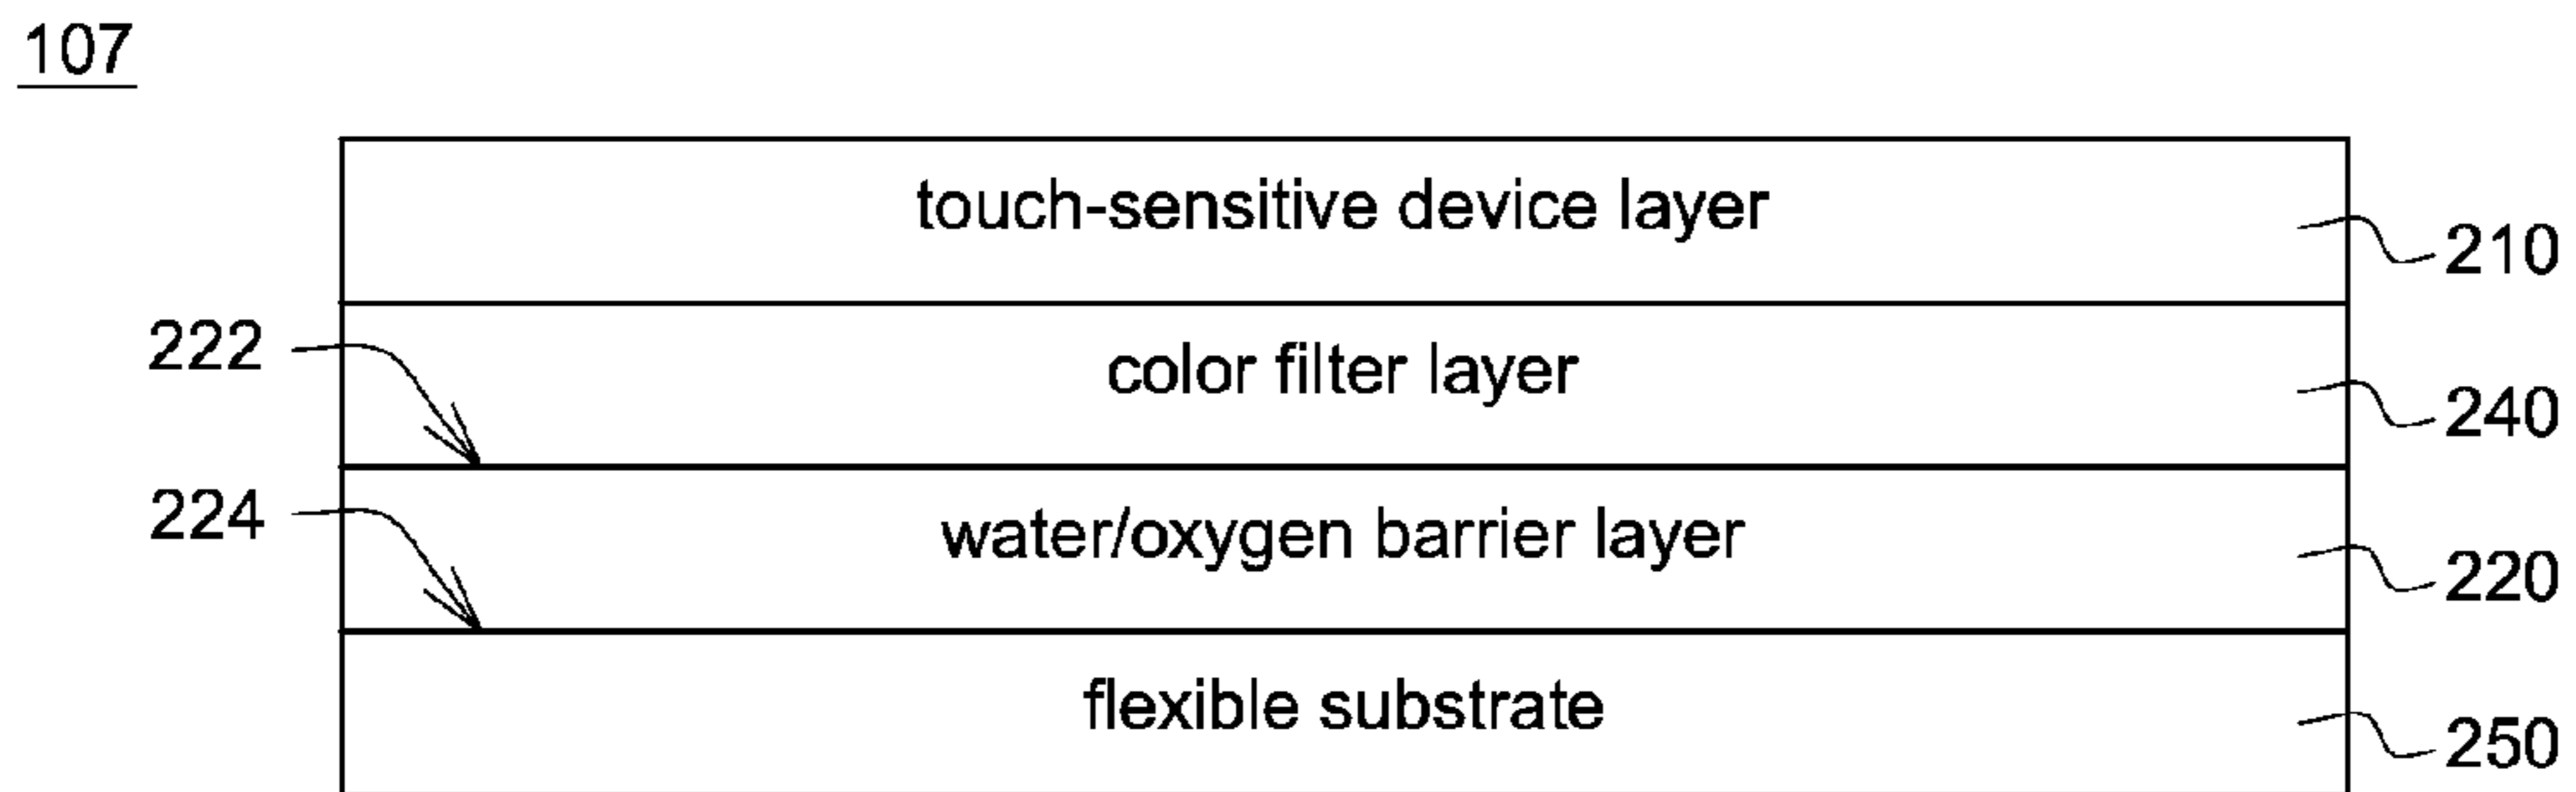 107
touch-sensitive device layer
210
222
color filter layer
240
224
water/oxygen barrier layer
220
flexible substrate
250